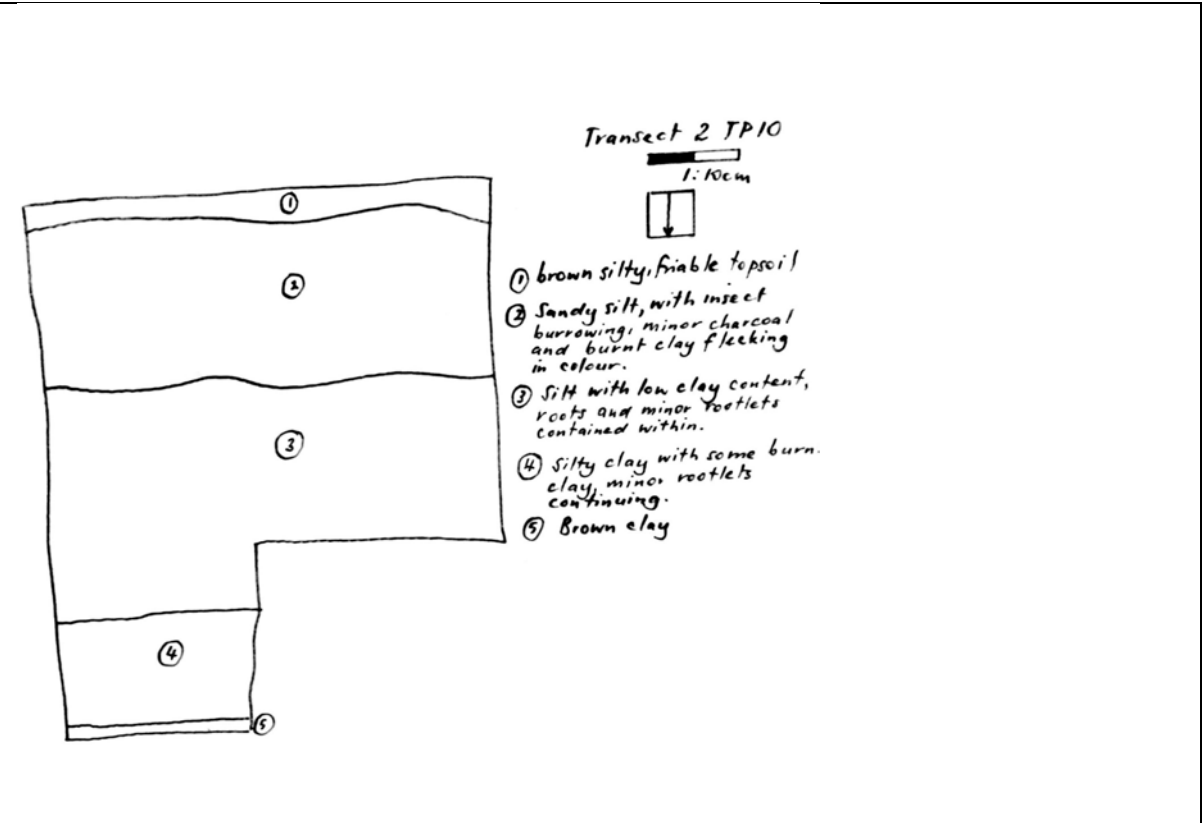 Transect 2 TP10
1:10cm
①
②
③
④
⑤
① brown silty, friable topsoil
② Sandy silt, with insect
burrowing, minor charcoal
and burnt clay flecking
in colour.
③ Silt with low clay content,
roots and minor rootlets
contained within.
④ Silty clay with some burn.
clay, minor rootlets
continuing.
⑤ Brown clay